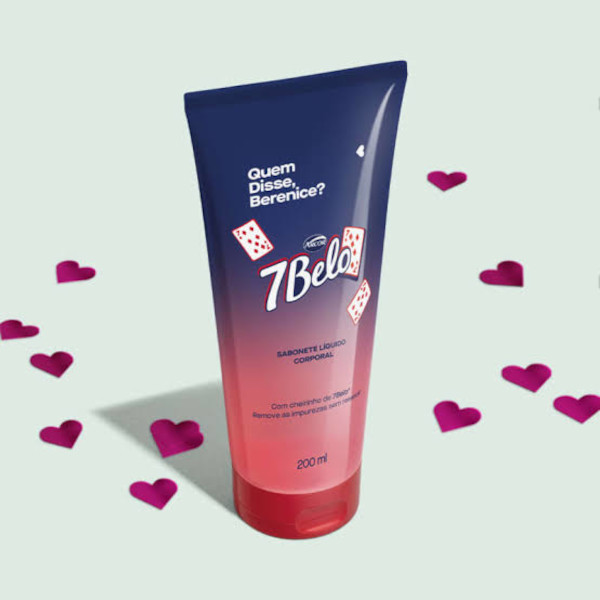 Quem
Disse,
Berenice?
ARCOR
7Belo
SABONETE LÍQUIDO
CORPORAL
Com cheirinho de 7Belo®
Remove as impurezas sem
200 ml